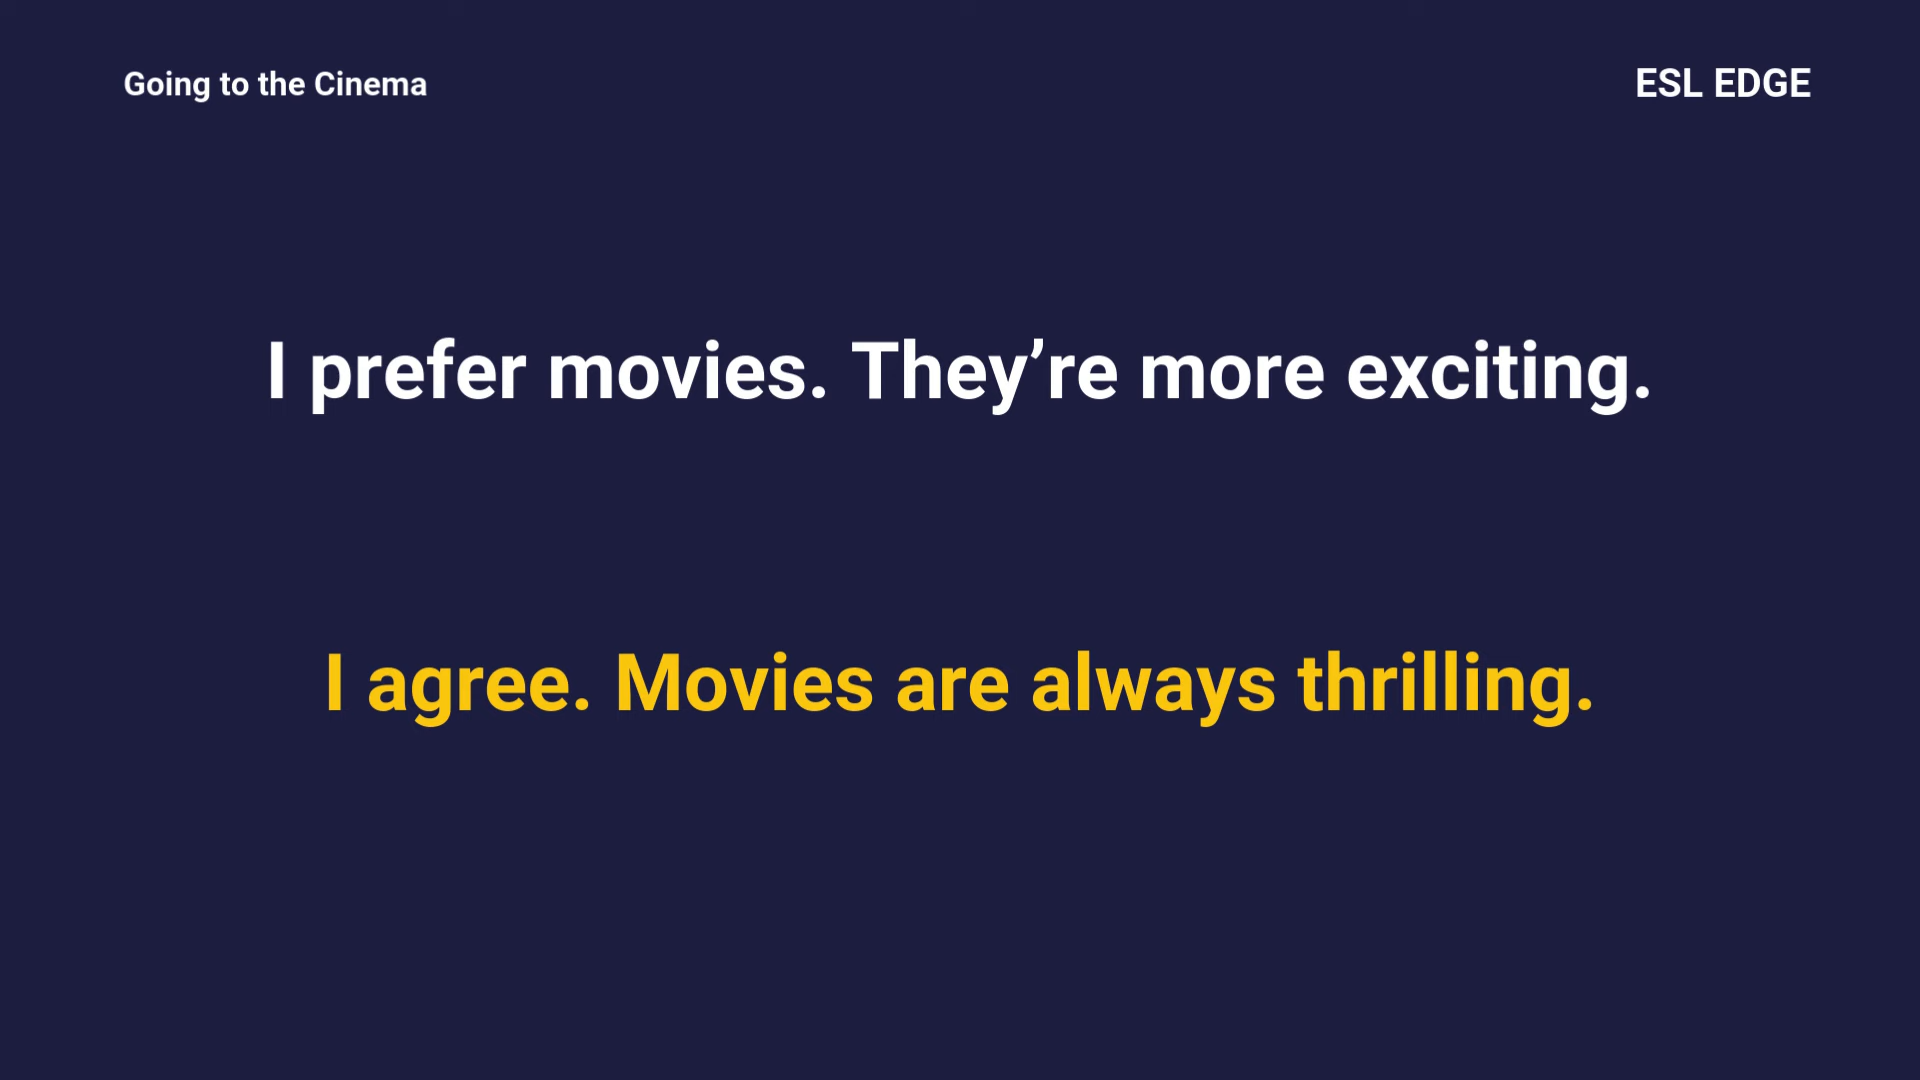 Going to the Cinema
ESL EDGE
I prefer movies. They’re more exciting.
I agree. Movies are always thrilling.